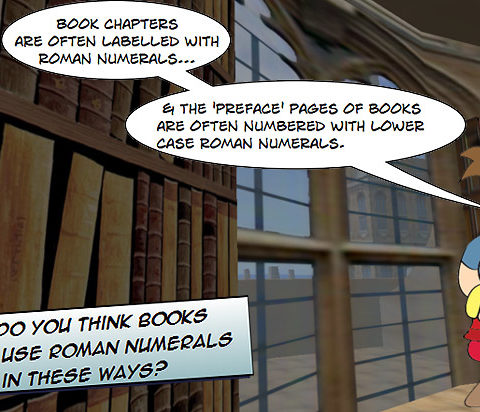 BOOK CHAPTERS
ARE OFTEN LABELLED WITH
ROMAN NUMERALS...
& THE 'PREFACE' PAGES OF BOOKS
ARE OFTEN NUMBERED WITH LOWER
CASE ROMAN NUMERALS.
DO YOU THINK BOOKS
USE ROMAN NUMERALS
IN THESE WAYS?